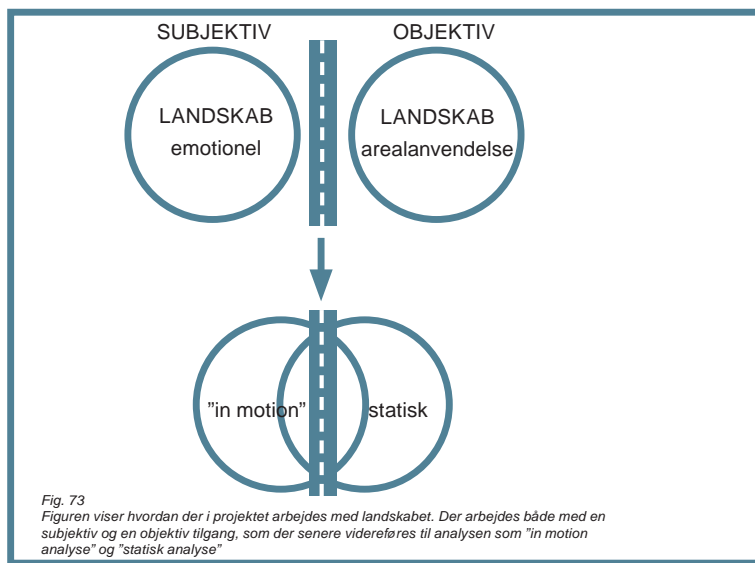 SUBJEKTIV
OBJEKTIV
LANDSKAB
emotionel
LANDSKAB
arealanvendelse
"in motion"
statisk
Fig. 73
Figuren viser hvordan der i projektet arbejdes med landskabet. Der arbejdes både med en
subjektiv og en objektiv tilgang, som der senere videreføres til analysen som ”in motion
analyse” og ”statisk analyse”